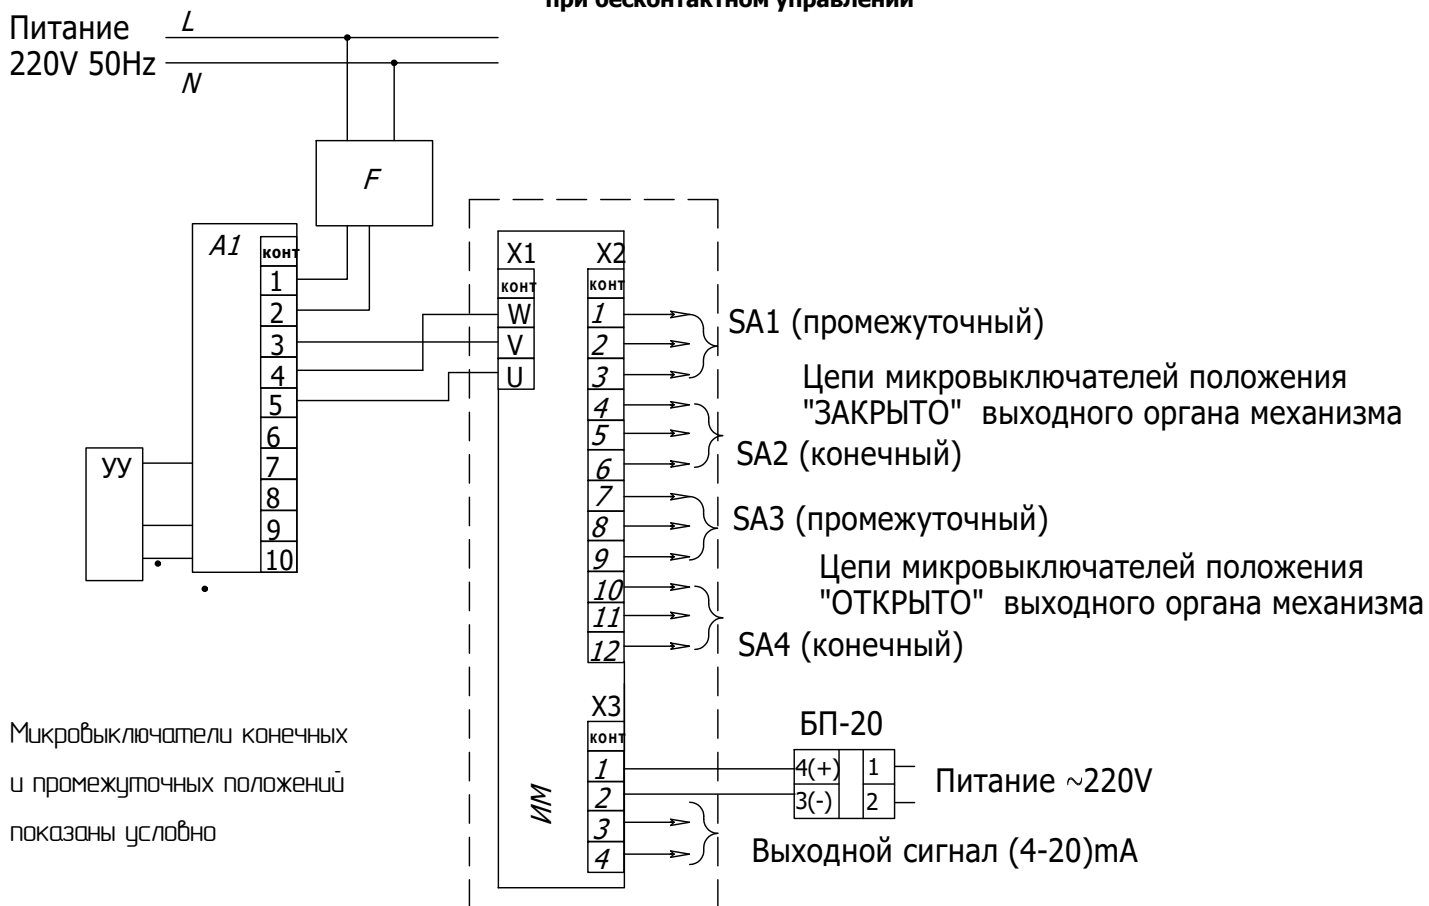 при бесконтактном управлении
Питание
220V 50Hz
L
N
F
A1
конт
1
2
3
4
5
6
7
8
9
10
УУ
X1
конт
W
V
U
X2
конт
1
2
3
4
5
6
7
8
9
10
11
12
SA1 (промежуточный)
Цепи микровыключателей положения
"ЗАКРЫТО" выходного органа механизма
SA2 (конечный)
SA3 (промежуточный)
Цепи микровыключателей положения
"ОТКРЫТО" выходного органа механизма
SA4 (конечный)
X3
конт
1
2
3
4
ИМ
БП-20
4(+) 1
3(-) 2
Питание ~220V
Выходной сигнал (4-20)mA
Микровыключатели конечных
и промежуточных положений
показаны условно